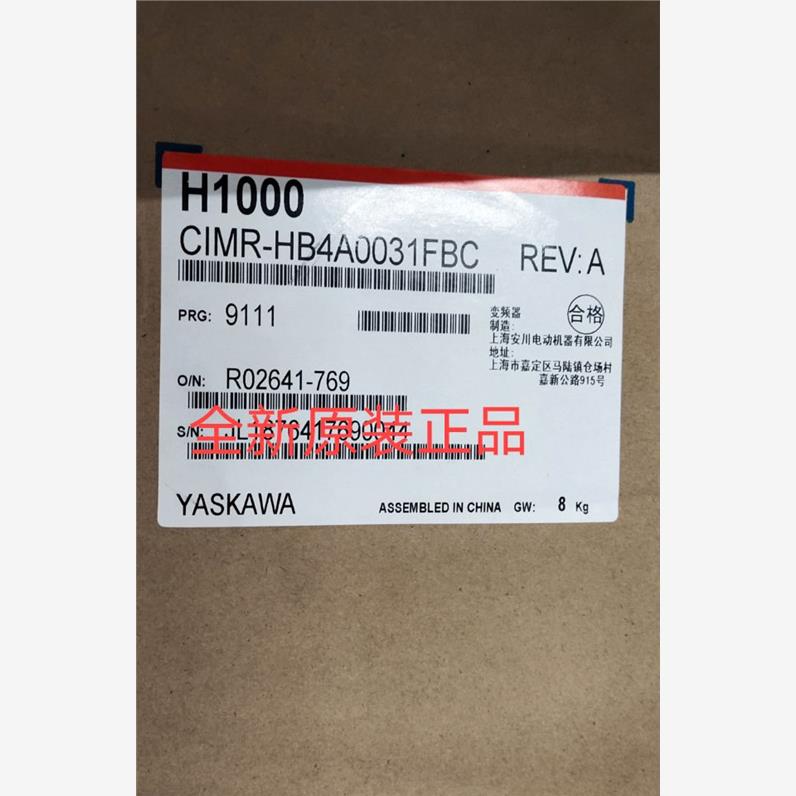 H1000
CIMR-HB4A0031FBC REV: A
PRG: 9111
变频器
合格
制造:
上海安川电动机器有限公司
地址:
上海市嘉定区马陆镇仓场村
嘉新公路915号
O/N: R02641-769
S/N:
全新原装正品
YASKAWA ASSEMBLED IN CHINA GW: 8 Kg